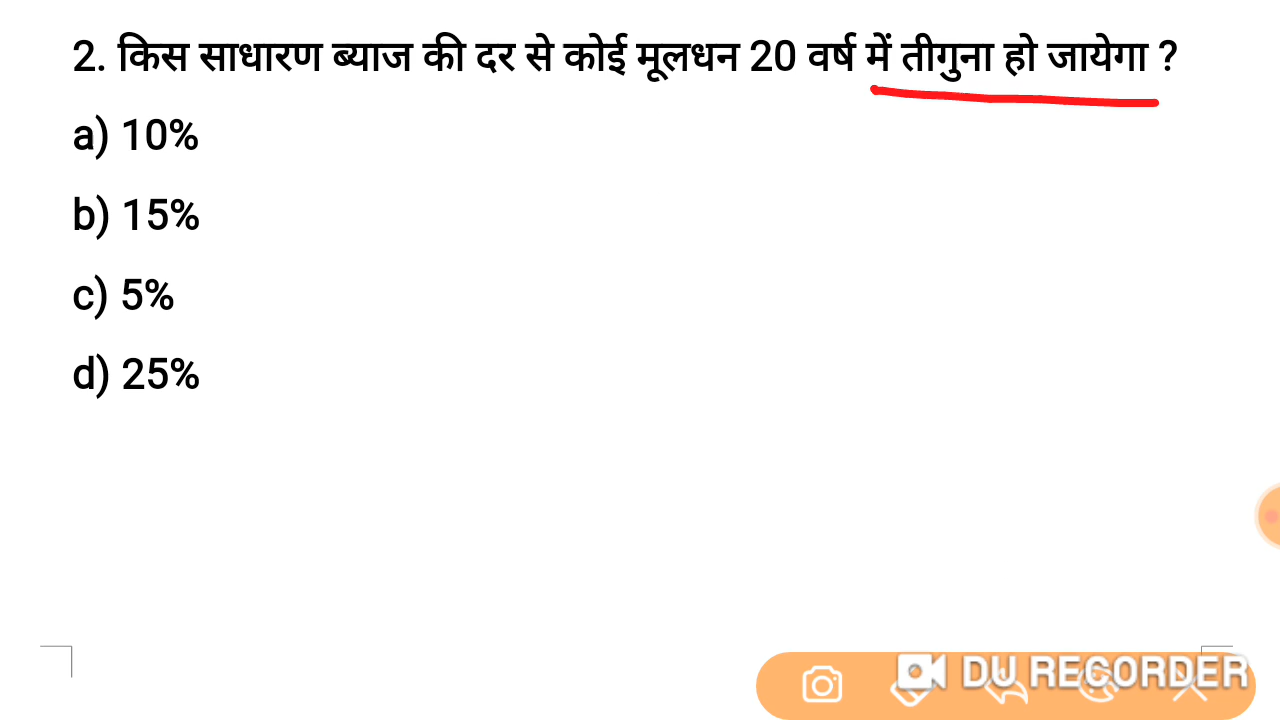 2. किस साधारण ब्याज की दर से कोई मूलधन 20 वर्ष में तीगुना हो जायेगा ?
a) 10%
b) 15%
c) 5%
d) 25%
DU RECORDER